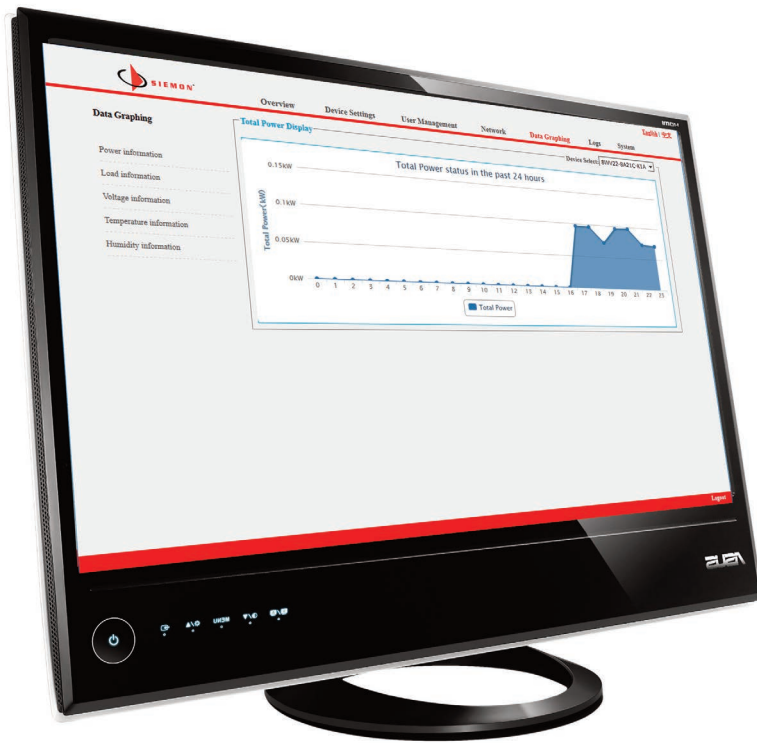 SIEMON
English | 中文
Overview Device Settings User Management Network Data Graphing Logs System
Data Graphing
Power information
Load information
Voltage information
Temperature information
Humidity information
Total Power Display
Device Select:
Total Power status in the past 24 hours
Total Power(kW)
0.15kW
0.1kW
0.05kW
0kW
0 1 2 3 4 5 6 7 8 9 10 11 12 13 14 15 16 17 18 19 20 21 22 23
Total Power
Logout